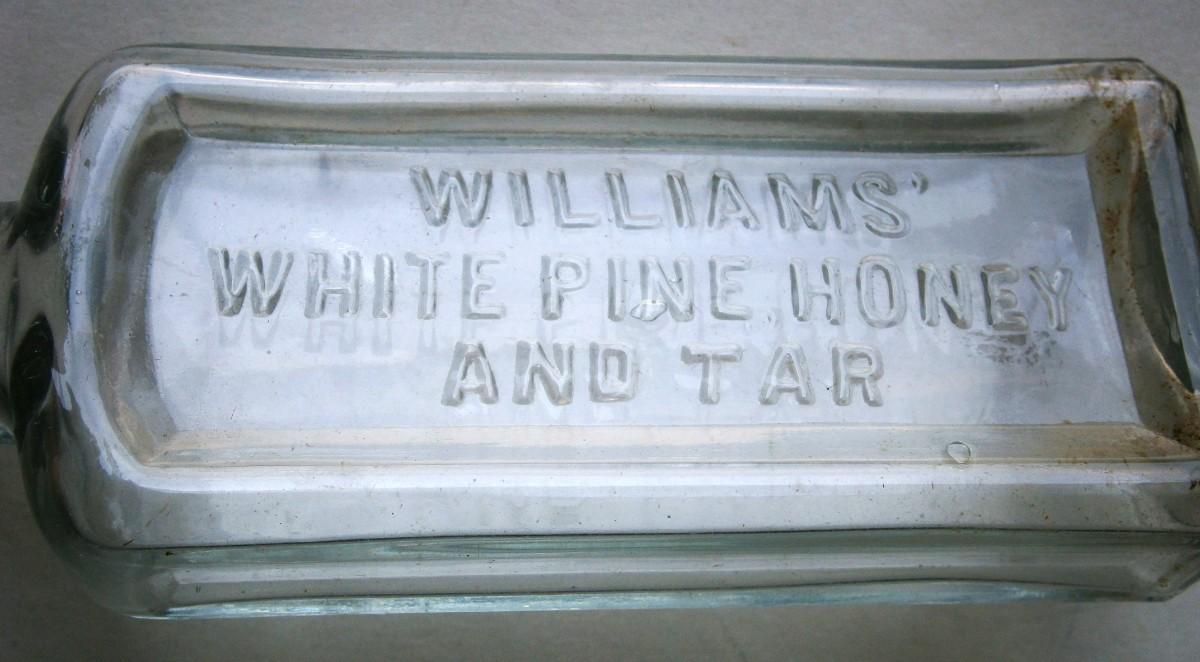 WILLIAMS'
WHITE PINE HONEY
AND TAR